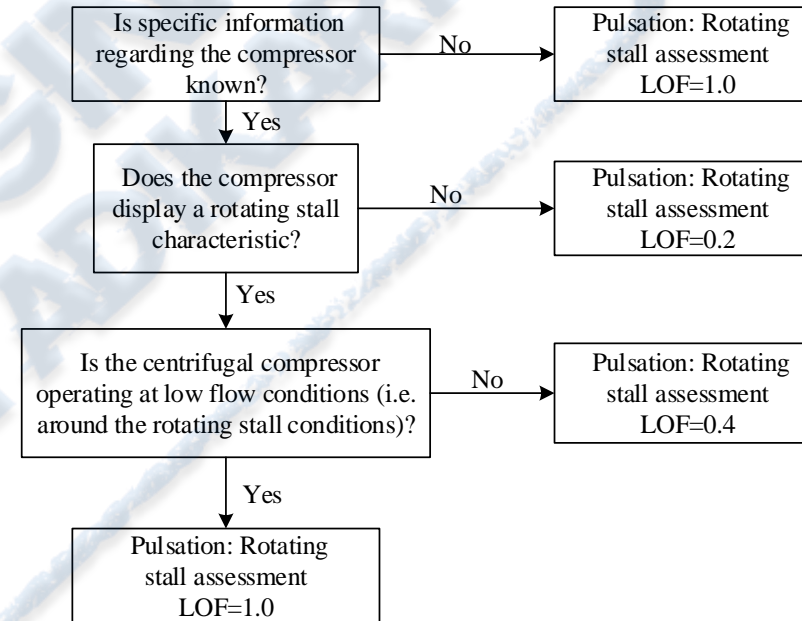 Is specific information
regarding the compressor
known?
No
Pulsation: Rotating
stall assessment
LOF=1.0
Yes
Does the compressor
display a rotating stall
characteristic?
No
Pulsation: Rotating
stall assessment
LOF=0.2
Yes
Is the centrifugal compressor
operating at low flow conditions (i.e.
around the rotating stall conditions)?
No
Pulsation: Rotating
stall assessment
LOF=0.4
Yes
Pulsation: Rotating
stall assessment
LOF=1.0